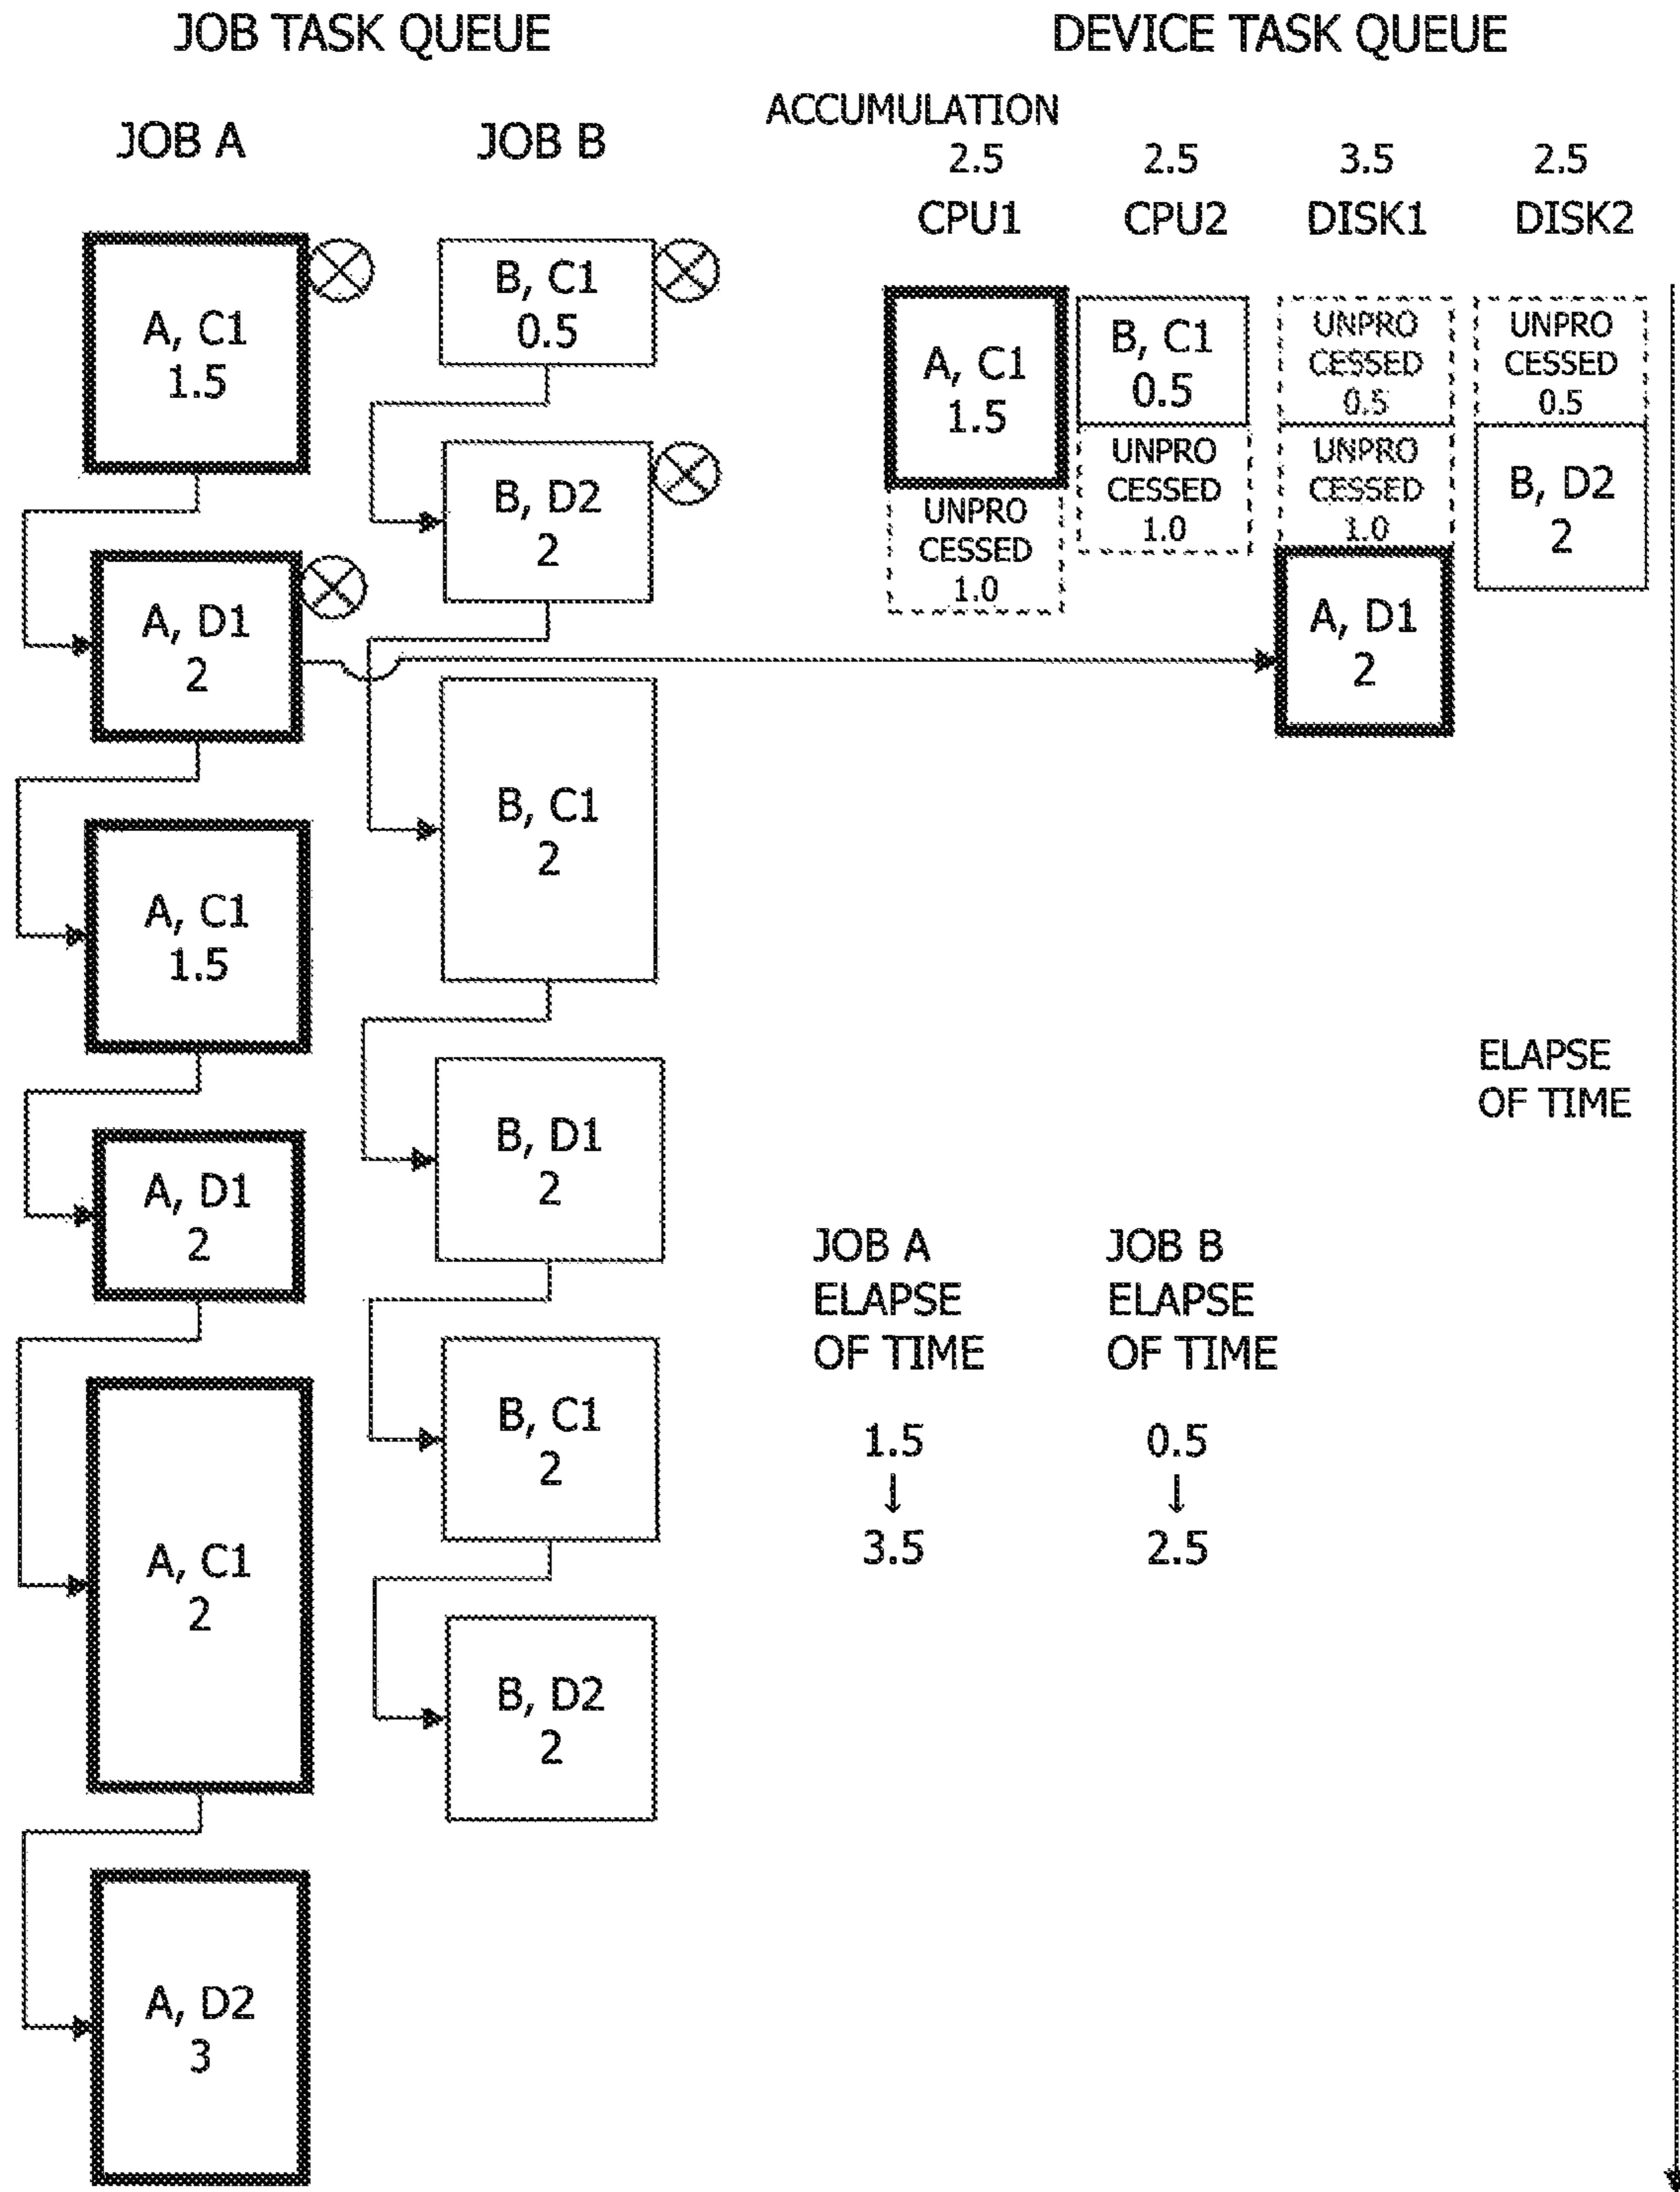 JOB TASK QUEUE
DEVICE TASK QUEUE
JOB A
JOB B
ACCUMULATION
2.5
2.5
3.5
2.5
CPU1
CPU2
DISK1
DISK2
A, C1
1.5
A, D1
2
A, C1
1.5
A, D1
2
A, C1
2
A, D2
3
B, C1
0.5
B, D2
2
B, C1
2
B, D1
2
B, C1
2
B, D2
2
A, C1
1.5
UNPRO
CESSED
1.0
B, C1
0.5
UNPRO
CESSED
1.0
UNPRO
CESSED
0.5
UNPRO
CESSED
1.0
A, D1
2
UNPRO
CESSED
0.5
B, D2
2
ELAPSE
OF TIME
JOB A
ELAPSE
OF TIME
1.5
↓
3.5
JOB B
ELAPSE
OF TIME
0.5
↓
2.5